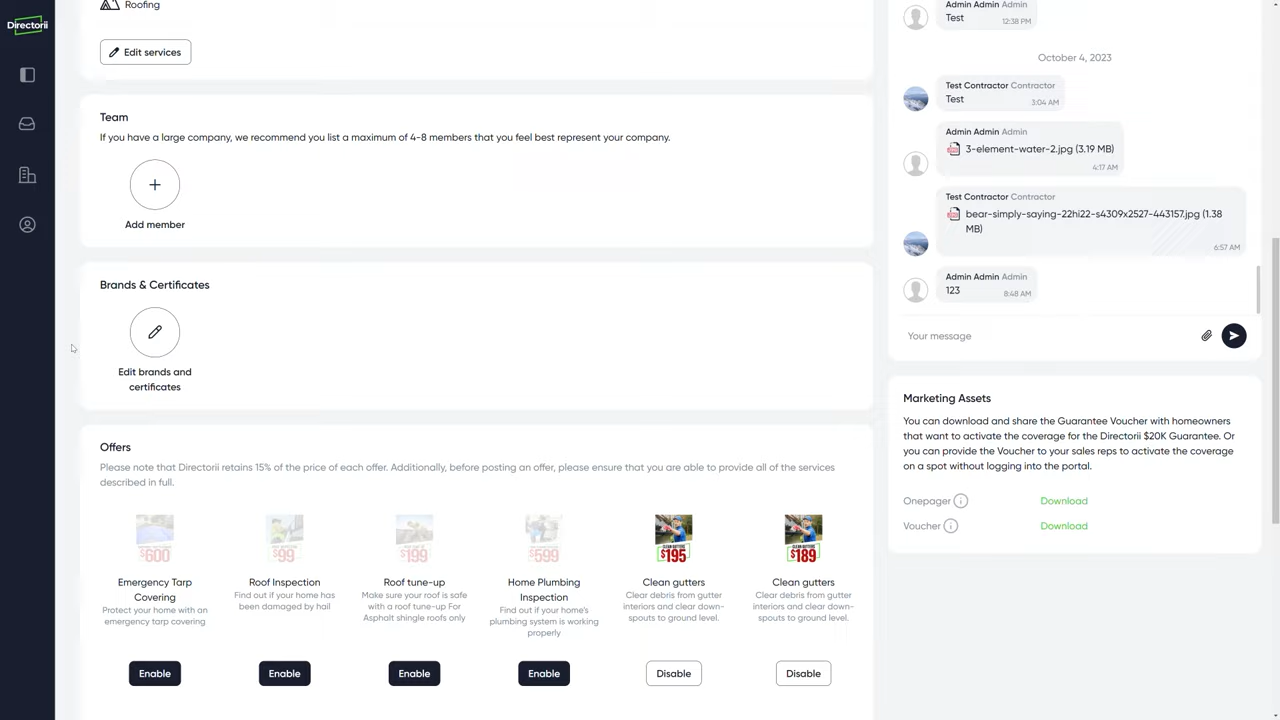 Directorii
Roofing
Edit services
Team
If you have a large company, we recommend you list a maximum of 4-8 members that you feel best represent your company.
Add member
Brands & Certificates
Edit brands and
certificates
Offers
Please note that Directorii retains 15% of the price of each offer. Additionally, before posting an offer, please ensure that you are able to provide all of the services
described in full.
$600
$99
$199
$599
CLEAN GUTTERS
$195
CLEAN GUTTERS
$189
Emergency Tarp
Covering
Protect your home with an
emergency tarp covering
Enable
Roof Inspection
Find out if your home has
been damaged by hail
Enable
Roof tune-up
Make sure your roof is safe
with a roof tune-up For
Asphalt shingle roofs only
Enable
Home Plumbing
Inspection
Find out if your home's
plumbing system is working
properly
Enable
Clean gutters
Clear debris from gutter
interiors and clear down-
spouts to ground level.
Disable
Clean gutters
Clear debris from gutter
interiors and clear down-
spouts to ground level.
Disable
Admin Admin Admin
Test
12:38 PM
October 4, 2023
Test Contractor Contractor
Test
3:04 AM
Admin Admin Admin
3-element-water-2.jpg (3.19 MB)
4:17 AM
Test Contractor Contractor
bear-simply-saying-22hi22-s4309x2527-443157.jpg (1.38
MB)
6:57 AM
Admin Admin Admin
123
8:48 AM
Your message
Marketing Assets
You can download and share the Guarantee Voucher with homeowners
that want to activate the coverage for the Directorii $20K Guarantee. Or
you can provide the Voucher to your sales reps to activate the coverage
on a spot without logging into the portal.
Onepager Download
Voucher Download